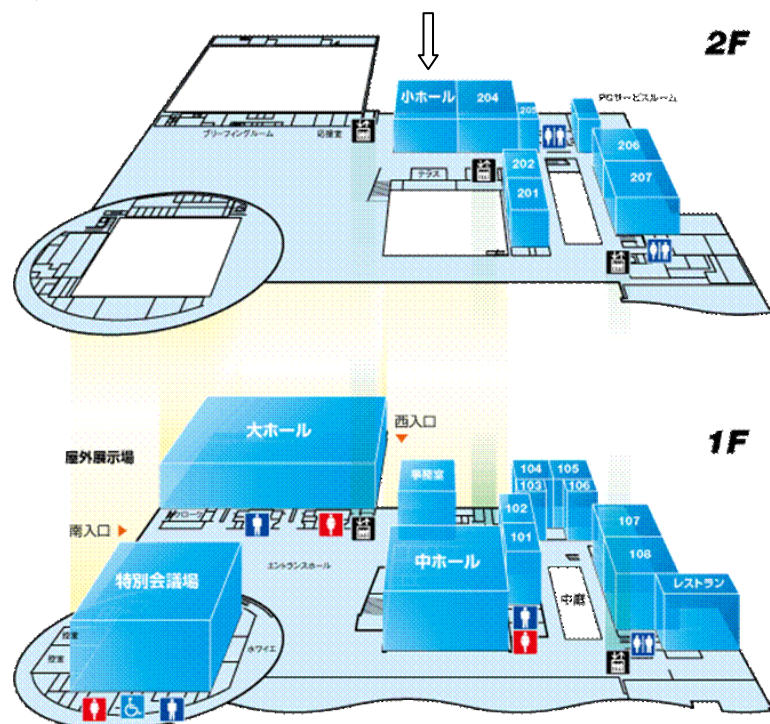 2F
小ホール
204
203
PCサービスルーム
ブリーフィングルーム
応接室
206
202
テラス
201
207
大ホール
西入口
1F
屋外展示場
事務室
104
105
103
106
クローク
102
107
南入口
101
108
特別会議場
エントランスホール
中ホール
レストラン
中庭
控室
控室
ホワイエ